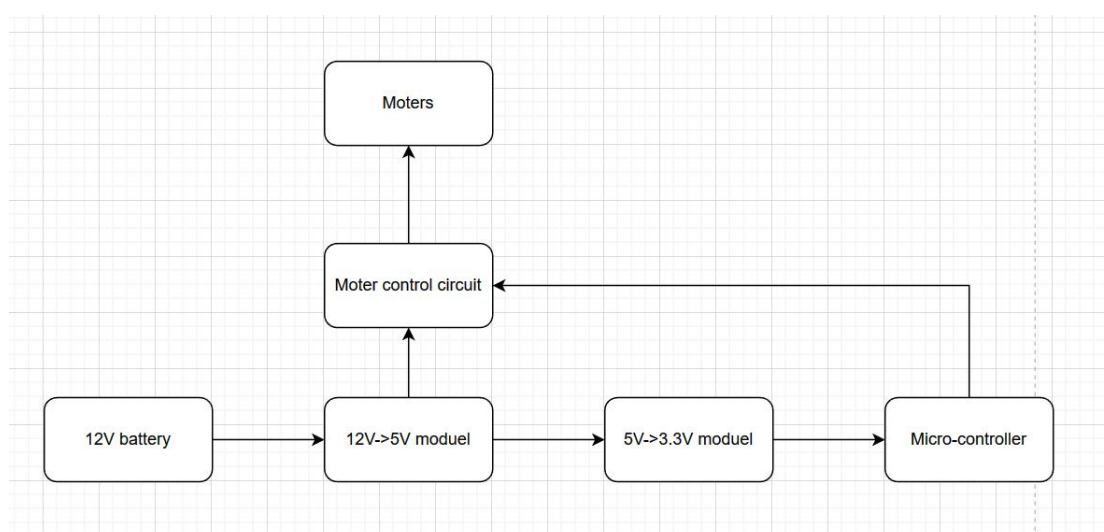 Moters
Moter control circuit
12V battery
12V->5V moduel
5V->3.3V moduel
Micro-controller